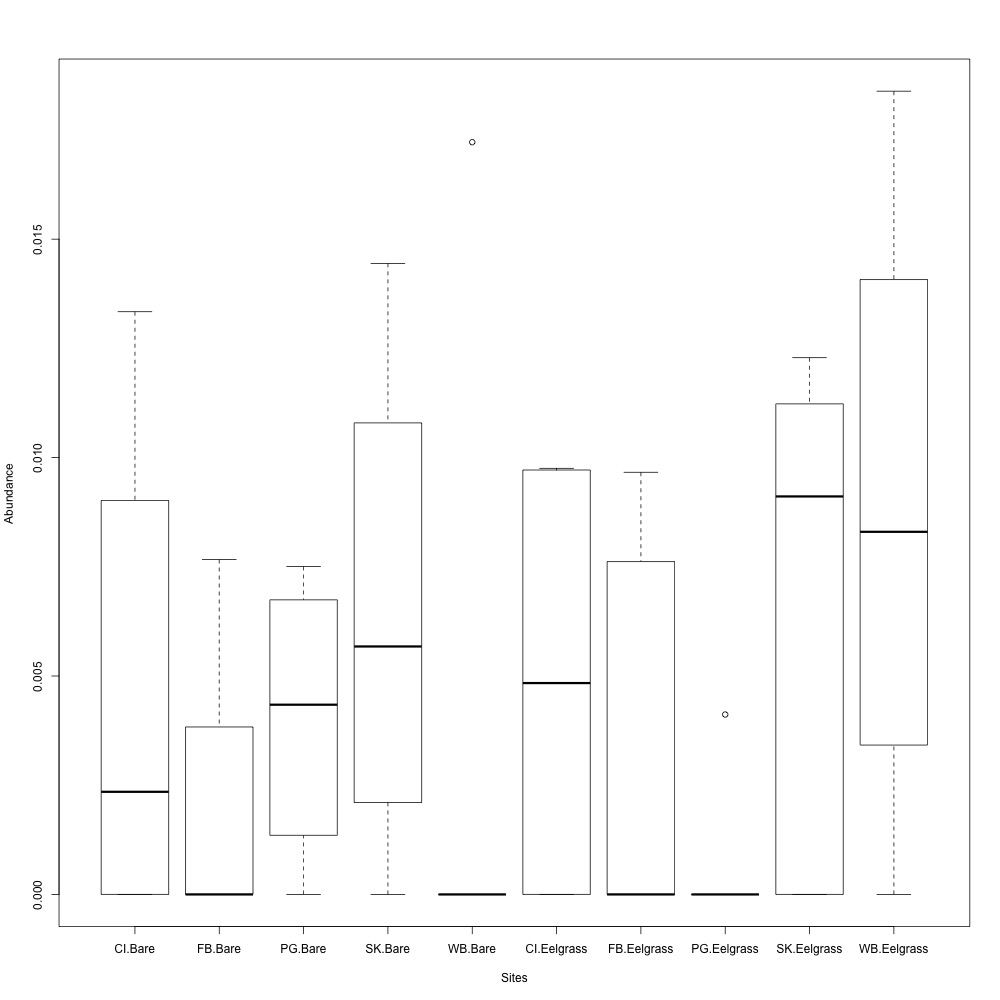 Abundance
0.015
0.010
0.005
0.000
CI.Bare FB.Bare PG.Bare SK.Bare WB.Bare CI.Eelgrass FB.Eelgrass PG.Eelgrass SK.Eelgrass WB.Eelgrass
Sites